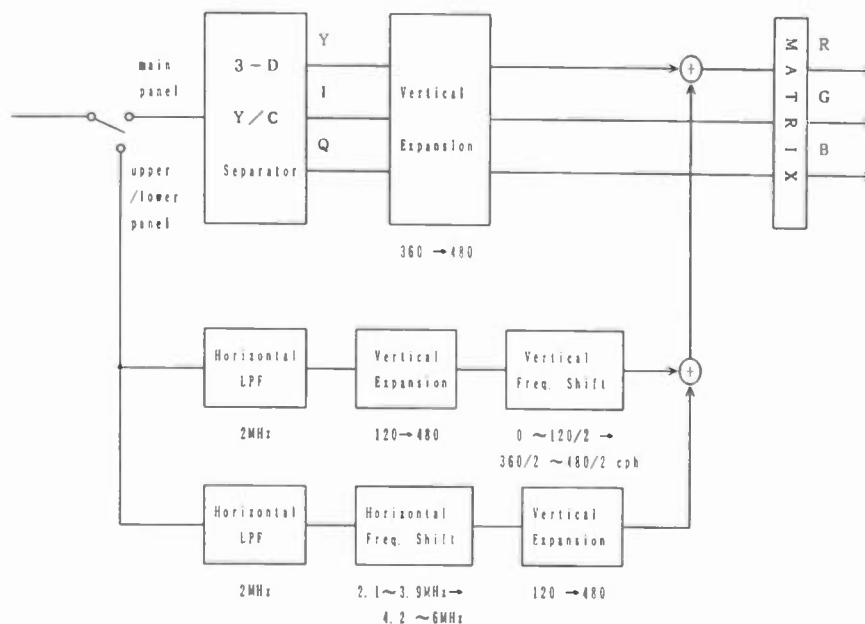 main
panel
upper
/lower
panel
3-D
Y/C
Separator
Y
I
Q
Vertical
Expansion
360 → 480
+
MATRIX
R
G
B
Horizontal
LPF
2MHz
Vertical
Expansion
120→480
Vertical
Freq. Shift
0 ~120/2 →
360/2 ~480/2 cph
+
Horizontal
LPF
2MHz
Horizontal
Freq. Shift
2.1~3.9MHz→
4.2 ~6MHz
Vertical
Expansion
120 →480